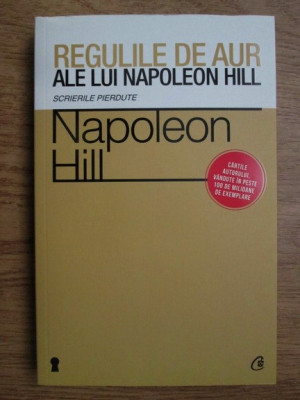 REGULILE DE AUR
ALE LUI NAPOLEON HILL
SCRIERILE PIERDUTE
Napoleon
Hill
CĂRȚILE
AUTORULUI,
VÂNDUTE ÎN PESTE
100 DE MILIOANE
DE EXEMPLARE